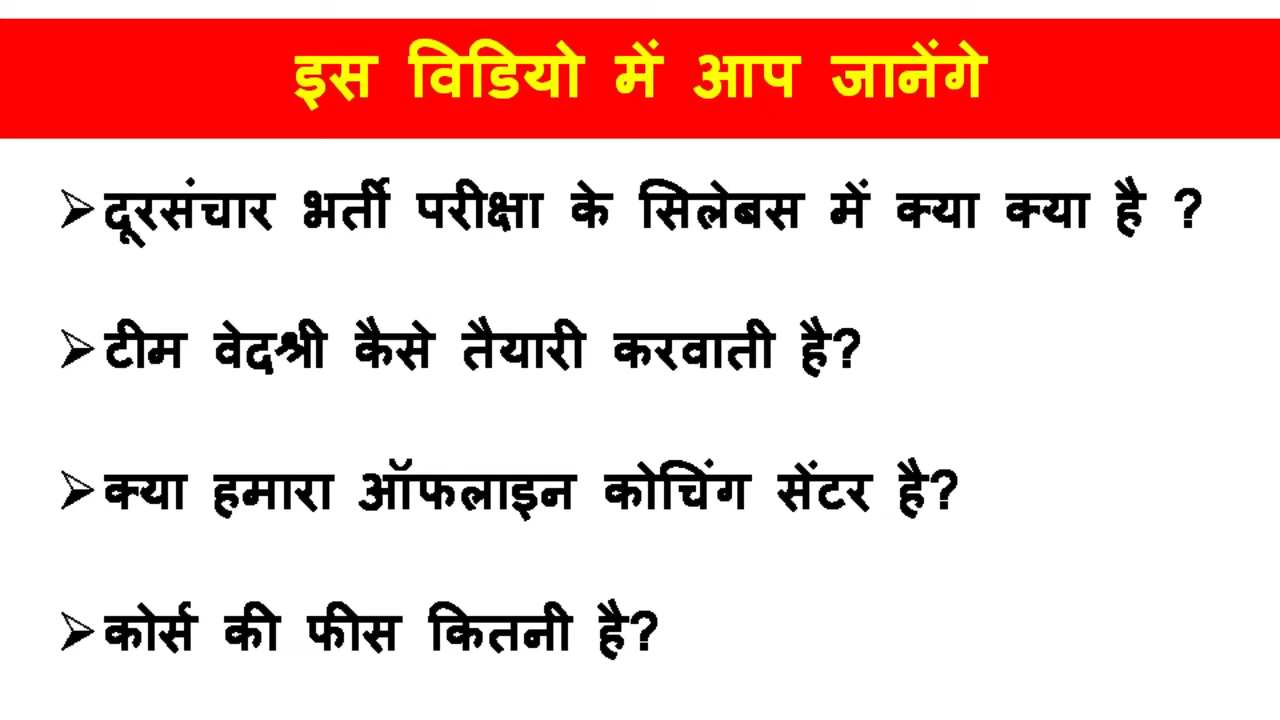 इस विडियो में आप जानेंगे
➢दूरसंचार भर्ती परीक्षा के सिलेबस में क्या क्या है ?
➢टीम वेदश्री कैसे तैयारी करवाती है?
➢क्या हमारा ऑफलाइन कोचिंग सेंटर है?
➢कोर्स की फीस कितनी है?